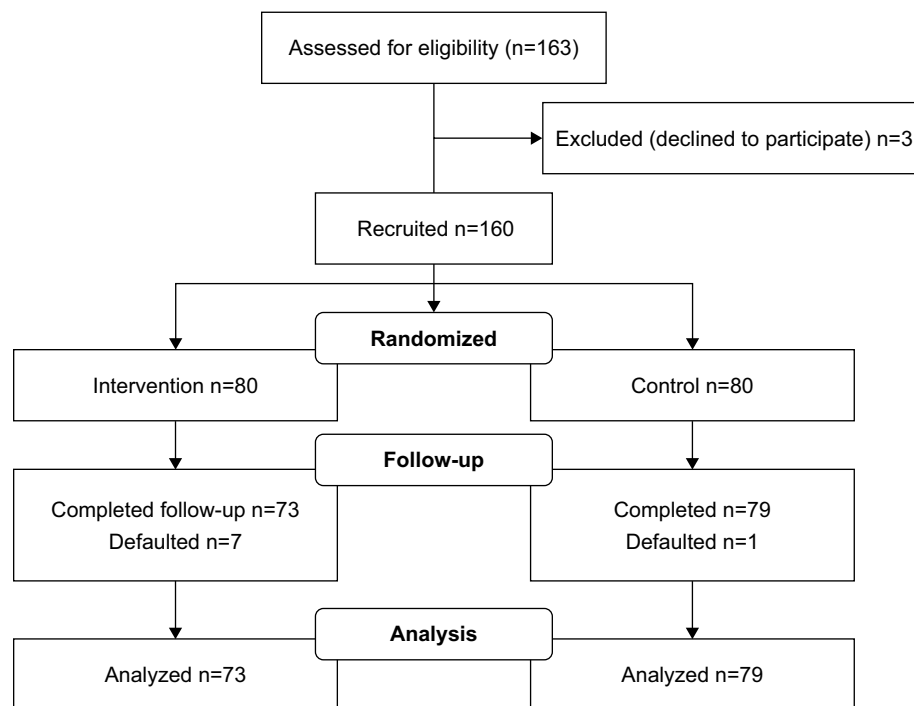 Assessed for eligibility (n=163)
Excluded (declined to participate) n=3
Recruited n=160
Randomized
Intervention n=80
Control n=80
Follow-up
Completed follow-up n=73
Defaulted n=7
Completed n=79
Defaulted n=1
Analysis
Analyzed n=73
Analyzed n=79